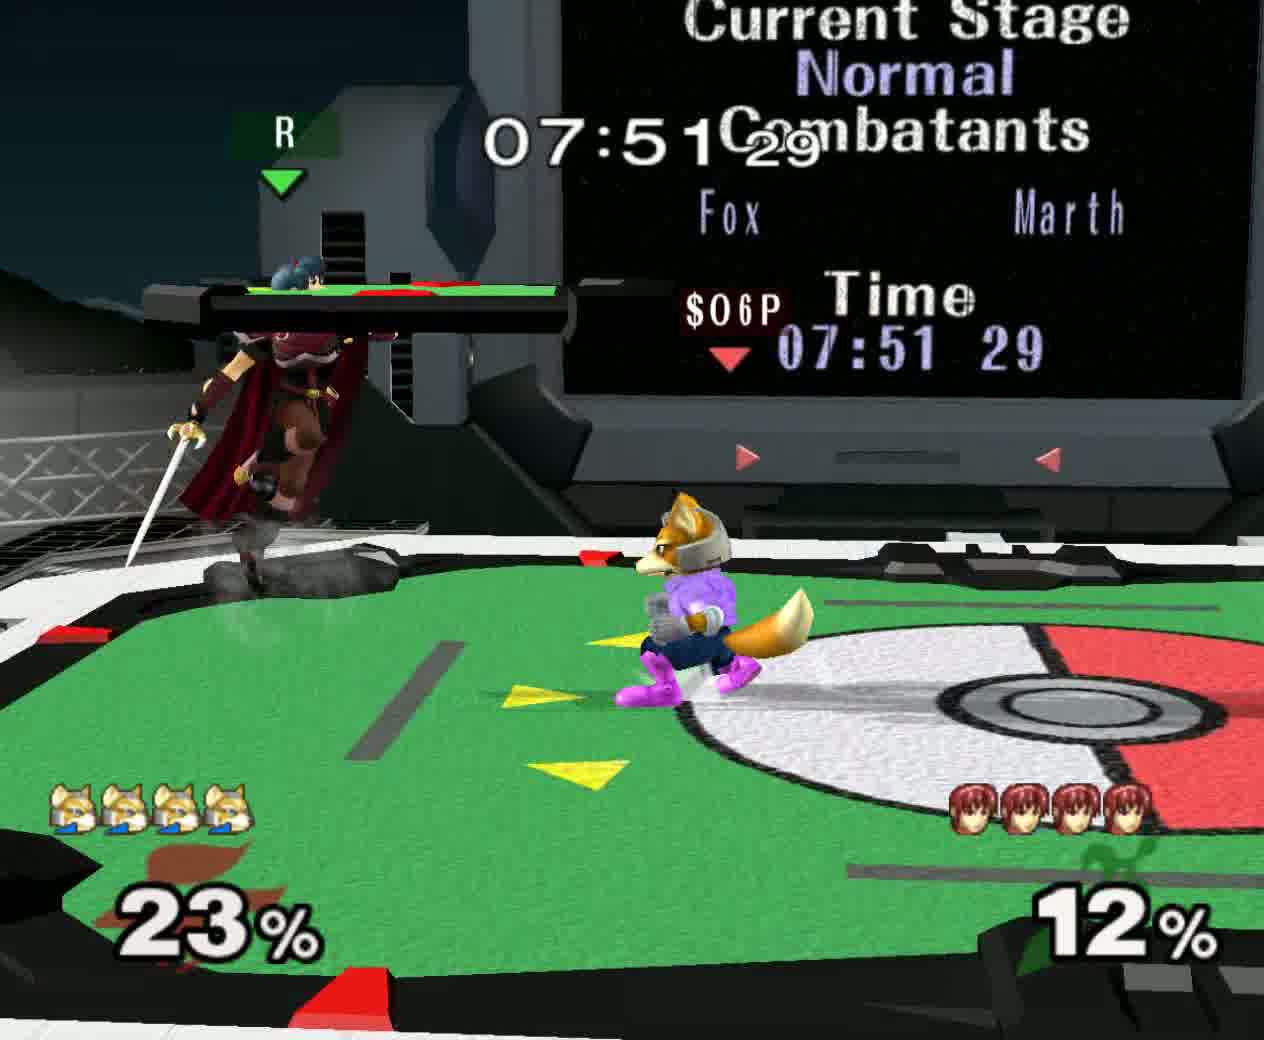 Current Stage
Normal
Combatants
07:51 29
R
Fox Marth
$06P
Time
07:51 29
23%
12%